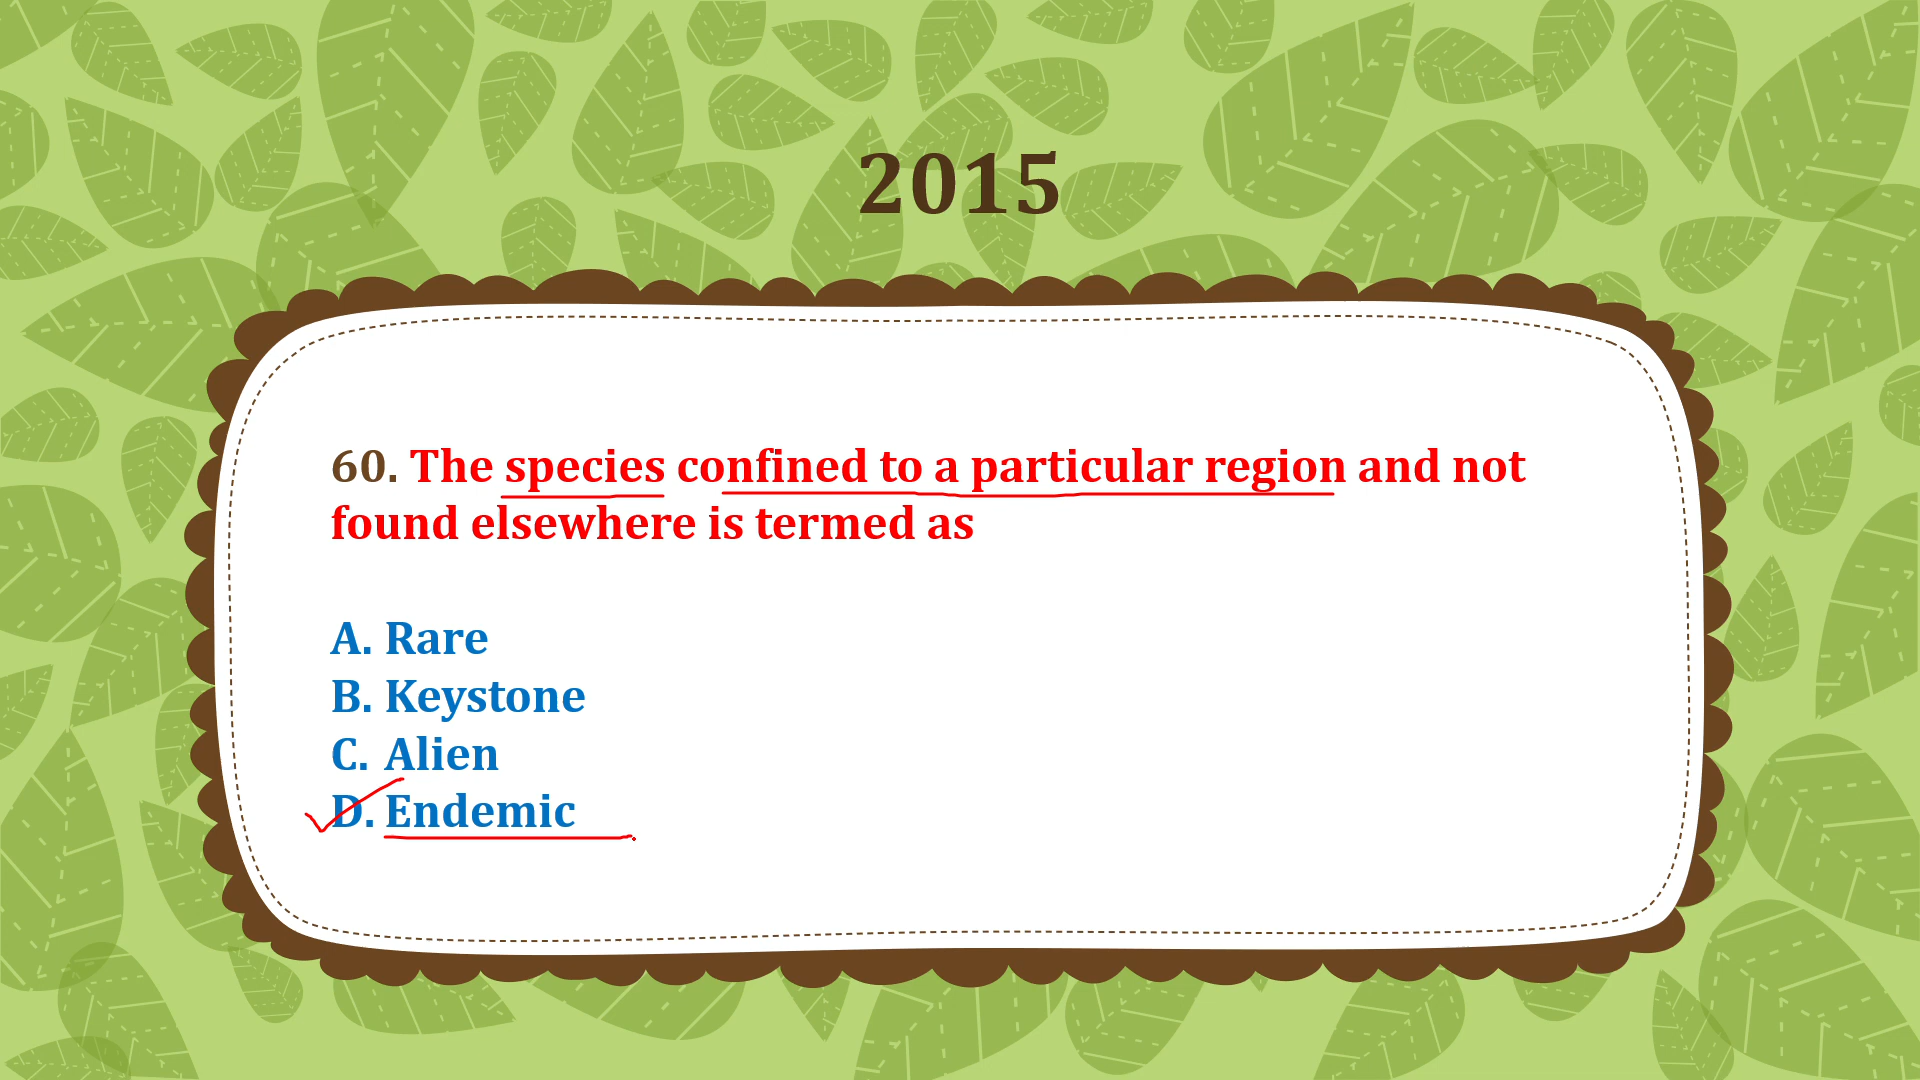 2015
60. The species confined to a particular region and not
found elsewhere is termed as
A. Rare
B. Keystone
C. Alien
D. Endemic